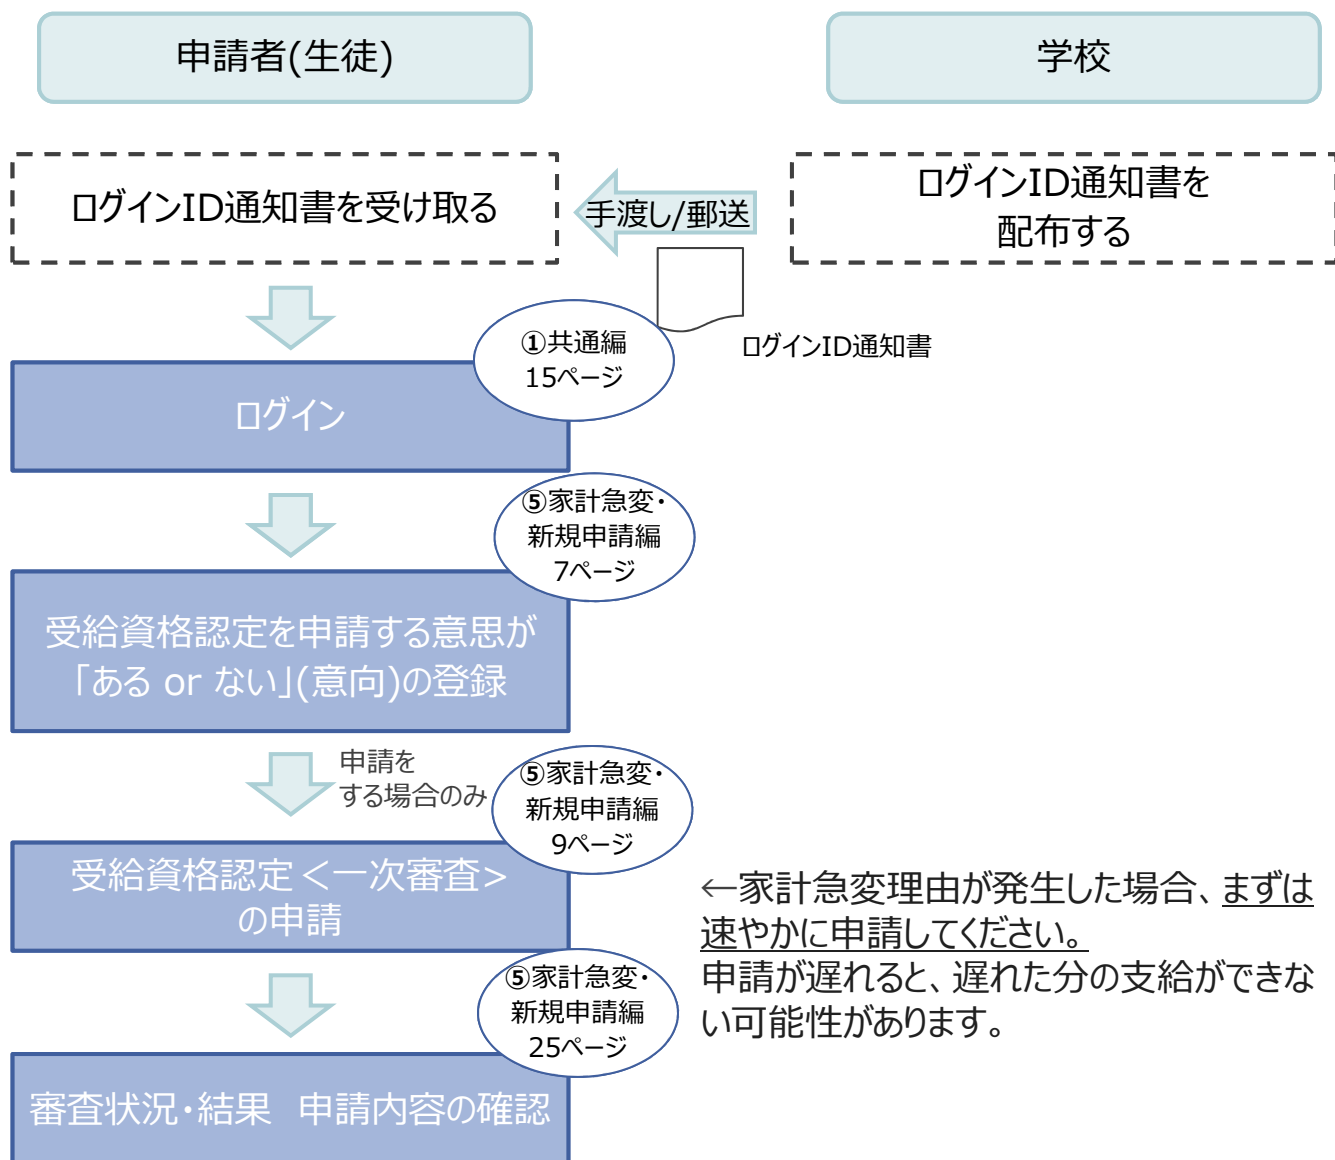 申請者(生徒)
学校
ログインID通知書を受け取る
手渡し/郵送
ログインID通知書を
配布する
ログインID通知書
①共通編
15ページ
ログイン
⑤家計急変・
新規申請編
7ページ
受給資格認定を申請する意思が
「ある or ない」(意向)の登録
申請を
する場合のみ
⑤家計急変・
新規申請編
9ページ
受給資格認定<一次審査>
の申請
←家計急変理由が発生した場合、まずは
速やかに申請してください。
申請が遅れると、遅れた分の支給ができな
い可能性があります。
⑤家計急変・
新規申請編
25ページ
審査状況・結果　申請内容の確認